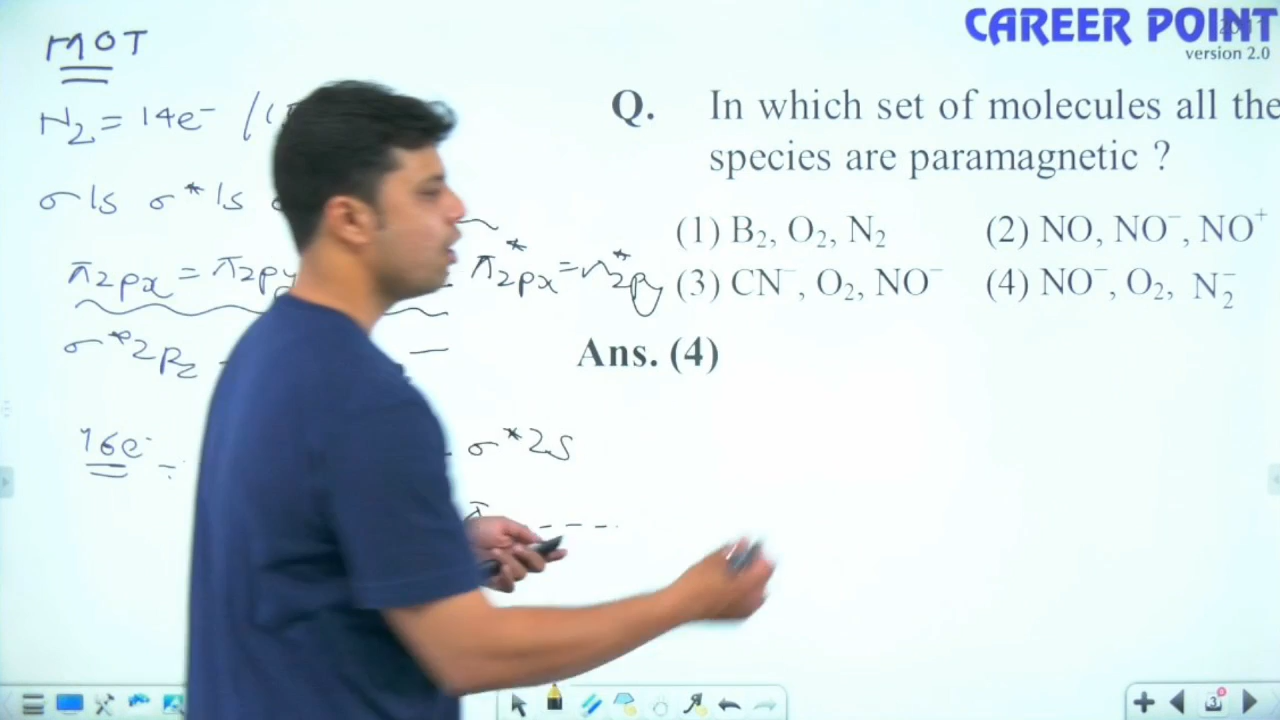 CAREER POINT
version 2.0
MOT
N₂ = 14e⁻ /
σ1s σ*1s
π2px = π2py
π*2px = π*2py
σ*2pz
16e⁻ =
σ*2s
π - - - -
Q. In which set of molecules all the
species are paramagnetic ?
(1) B₂, O₂, N₂ (2) NO, NO⁻, NO⁺
(3) CN⁻, O₂, NO⁻ (4) NO⁻, O₂, N₂⁻
Ans. (4)
3